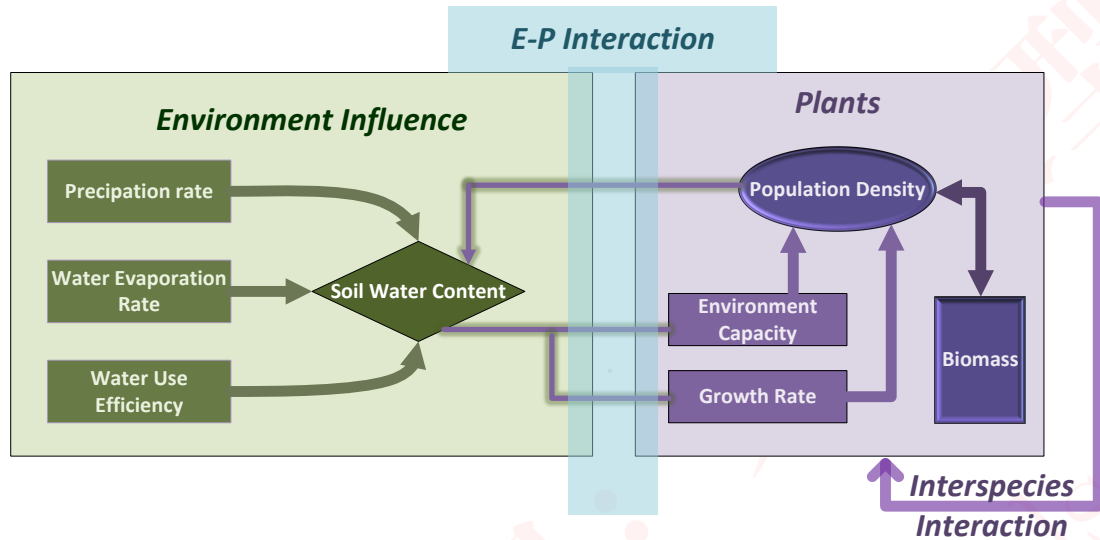 E-P Interaction
Environment Influence
Precipation rate
Water Evaporation
Rate
Water Use
Efficiency
Soil Water Content
Plants
Population Density
Environment
Capacity
Growth Rate
Biomass
Interspecies
Interaction